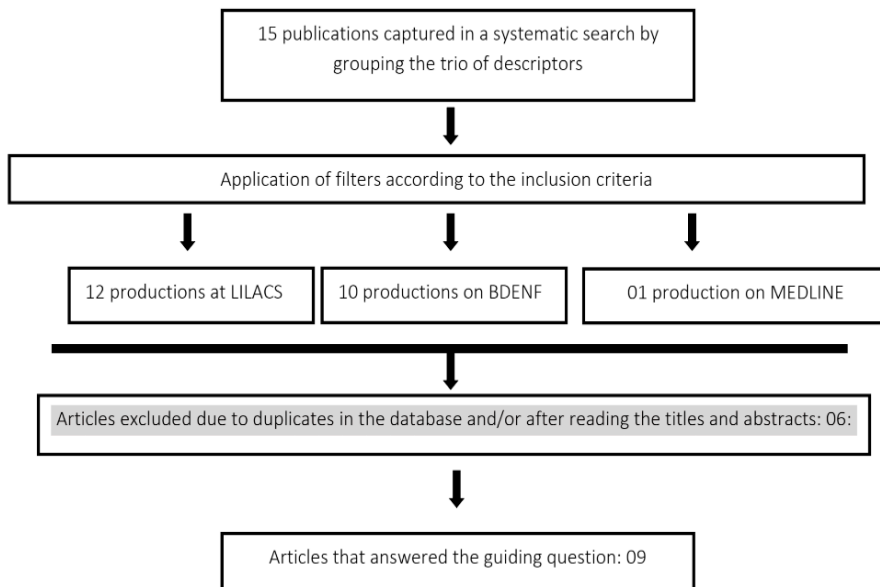 15 publications captured in a systematic search by
grouping the trio of descriptors
Application of filters according to the inclusion criteria
12 productions at LILACS
10 productions on BDENF
01 production on MEDLINE
Articles excluded due to duplicates in the database and/or after reading the titles and abstracts: 06:
Articles that answered the guiding question: 09